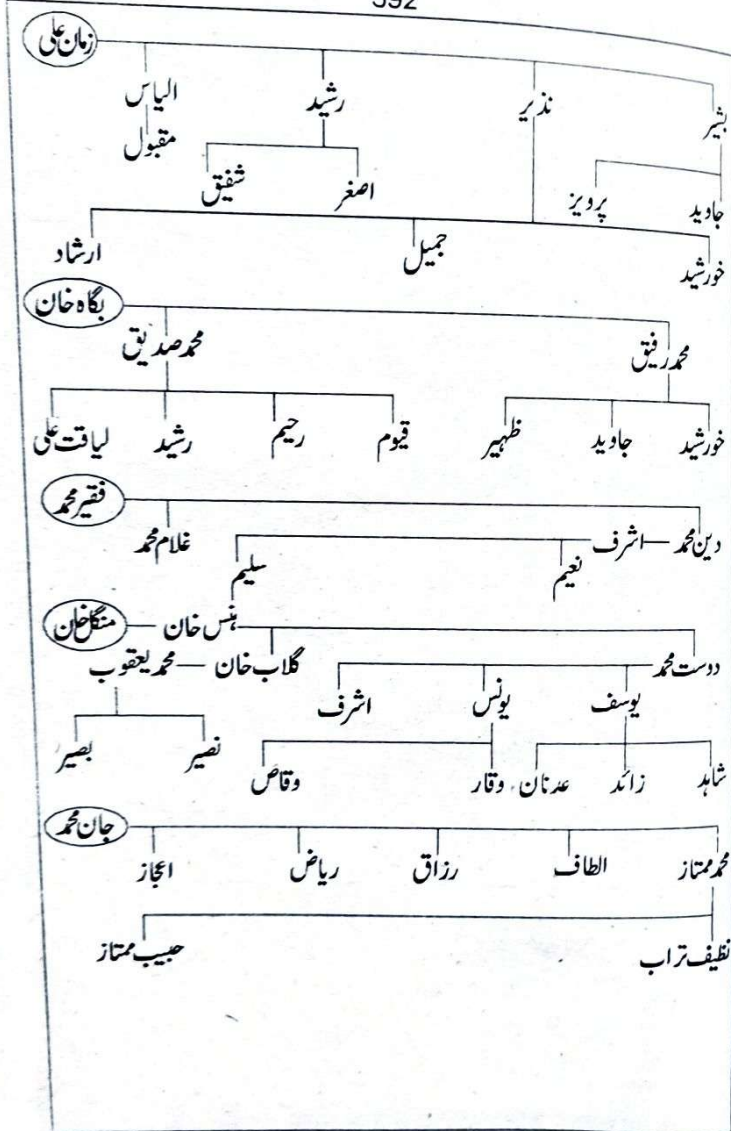 592
زمان علی
بشیر نذیر رشید الیاس
مقبول
جاوید پرویز اصغر شفیق
خورشید جمیل ارشاد
بگاہ خان
محمد رفیق محمد صدیق
خورشید جاوید ظہیر قیوم رحیم رشید لیاقت علی
فقیر محمد
دین محمد اشرف غلام محمد
نعیم سلیم
منگل خان ہنس خان
دوست محمد گلاب خان محمد یعقوب
یوسف یونس اشرف
نصیر بصیر
شاہد زائد عدنان، وقار وقاص
جان محمد
محمد ممتاز الطاف رزاق ریاض اعجاز
نظیف تراب حبیب ممتاز